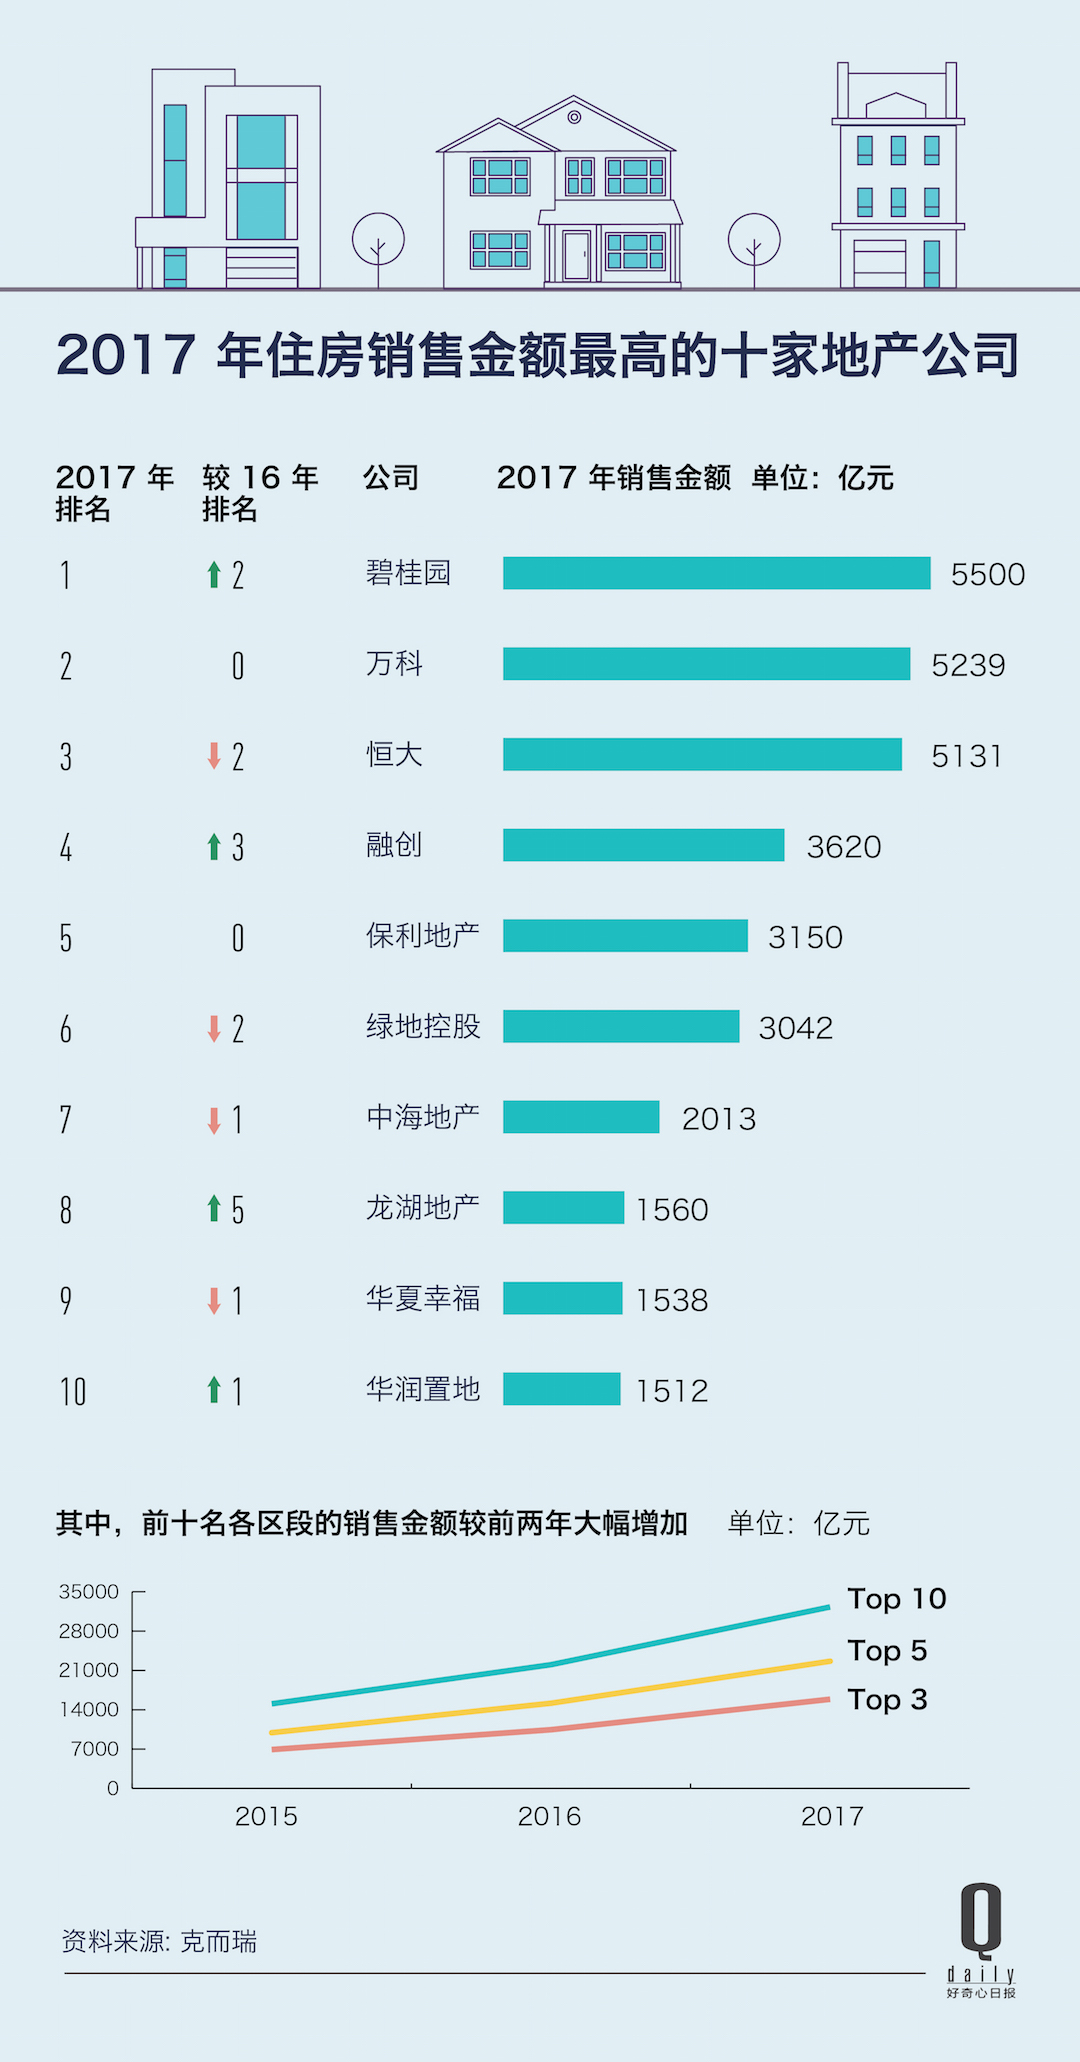 2017 年住房销售金额最高的十家地产公司
2017 年
排名
较 16 年
排名
公司
2017 年销售金额 单位：亿元
1 2 碧桂园 5500
2 0 万科 5239
3 2 恒大 5131
4 3 融创 3620
5 0 保利地产 3150
6 2 绿地控股 3042
7 1 中海地产 2013
8 5 龙湖地产 1560
9 1 华夏幸福 1538
10 1 华润置地 1512
其中，前十名各区段的销售金额较前两年大幅增加 单位：亿元
35000
28000
21000
14000
7000
0
Top 10
Top 5
Top 3
2015 2016 2017
资料来源：克而瑞
Q
daily
好奇心日报